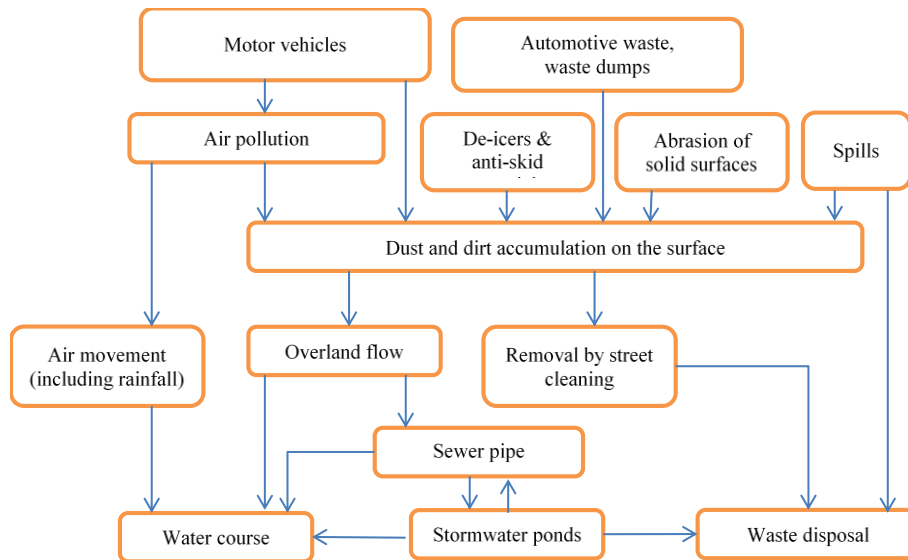 Motor vehicles
Automotive waste,
waste dumps
Air pollution
De-icers &
anti-skid
Abrasion of
solid surfaces
Spills
Dust and dirt accumulation on the surface
Air movement
(including rainfall)
Overland flow
Removal by street
cleaning
Sewer pipe
Water course
Stormwater ponds
Waste disposal